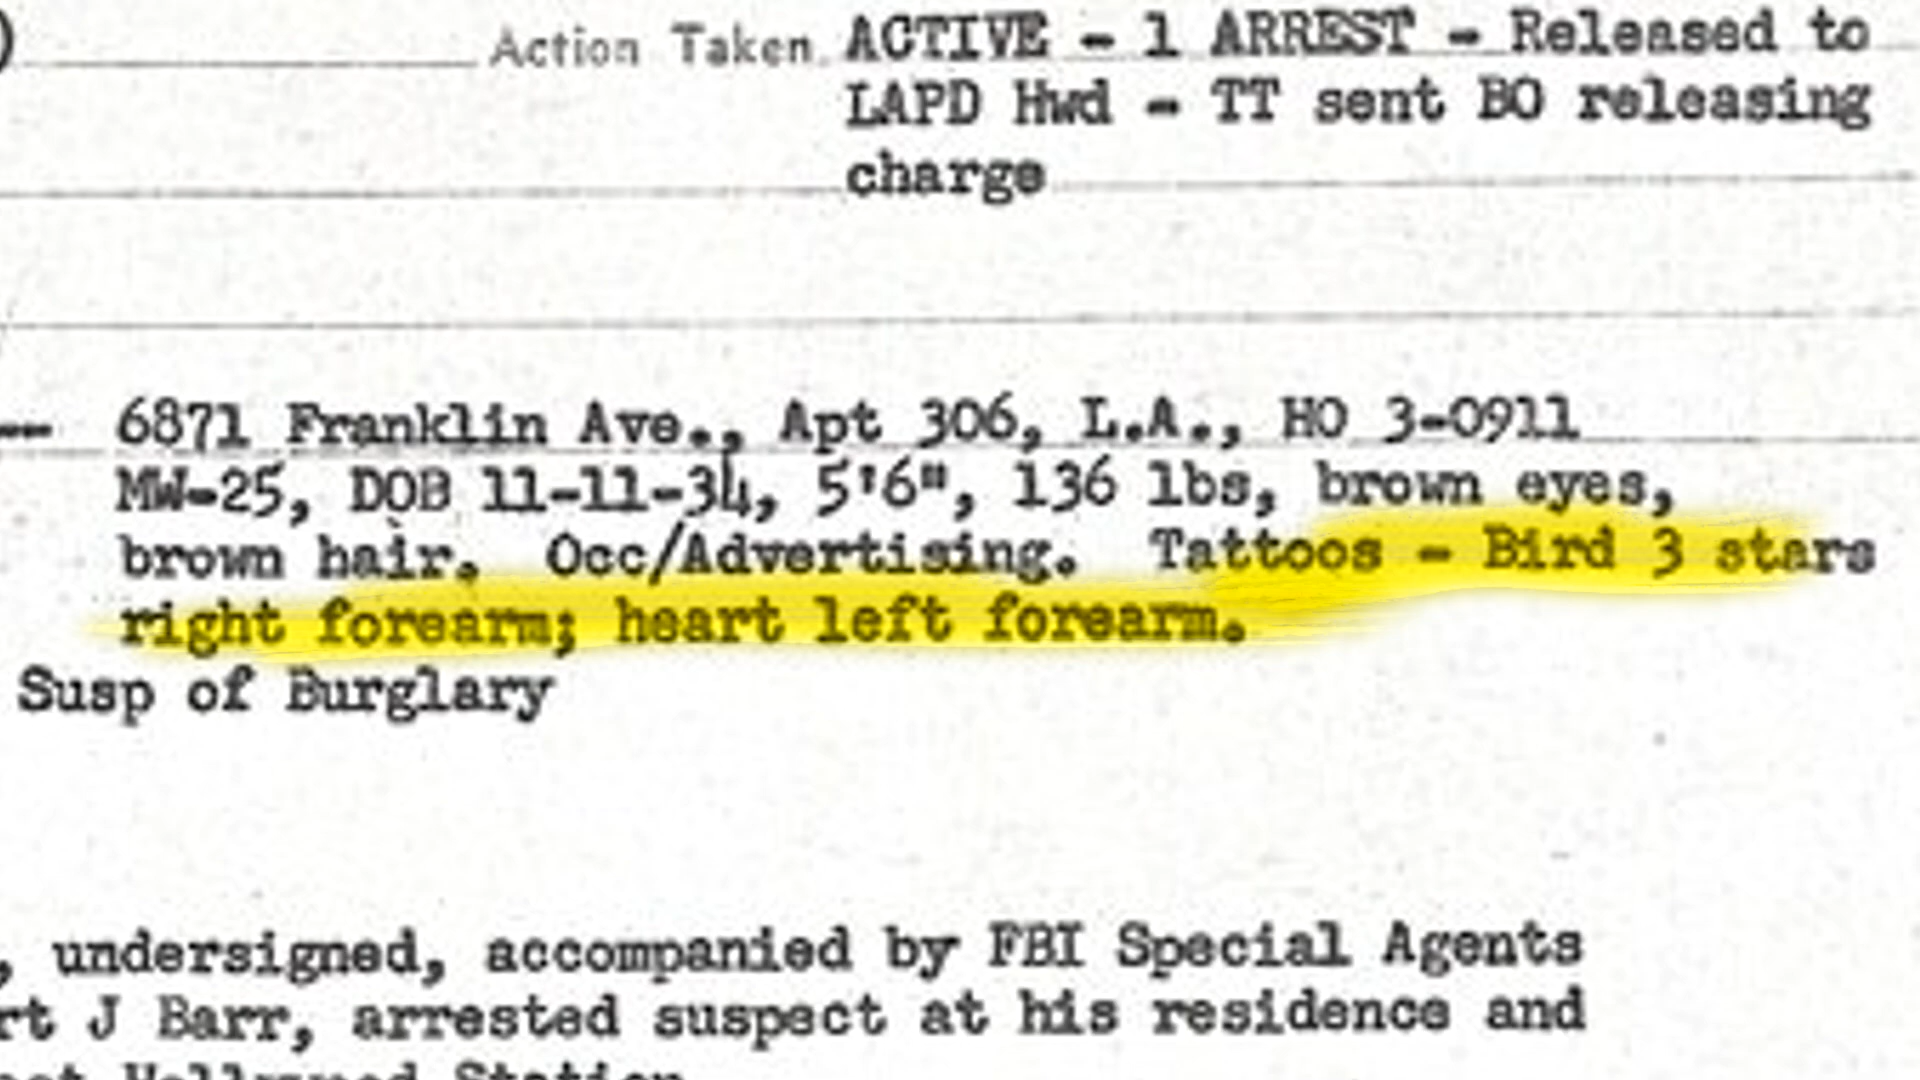 ) Action Taken ACTIVE - 1 ARREST - Released to
LAPD Hwd - TT sent BO releasing
charge
-- 6871 Franklin Ave., Apt 306, L.A., HO 3-0911
MW-25, DOB 11-11-34, 5'6", 136 lbs, brown eyes,
brown hair. Occ/Advertising. Tattoos - Bird 3 stars
right forearm; heart left forearm.
Susp of Burglary
, undersigned, accompanied by FBI Special Agents
rt J Barr, arrested suspect at his residence and
Hollywood Station